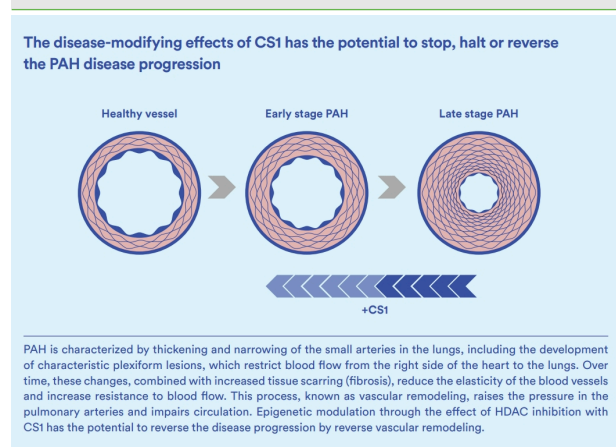 The disease-modifying effects of CS1 has the potential to stop, halt or reverse
the PAH disease progression
Healthy vessel
Early stage PAH
Late stage PAH
+CS1
PAH is characterized by thickening and narrowing of the small arteries in the lungs, including the development
of characteristic plexiform lesions, which restrict blood flow from the right side of the heart to the lungs. Over
time, these changes, combined with increased tissue scarring (fibrosis), reduce the elasticity of the blood vessels
and increase resistance to blood flow. This process, known as vascular remodeling, raises the pressure in the
pulmonary arteries and impairs circulation. Epigenetic modulation through the effect of HDAC inhibition with
CS1 has the potential to reverse the disease progression by reverse vascular remodeling.